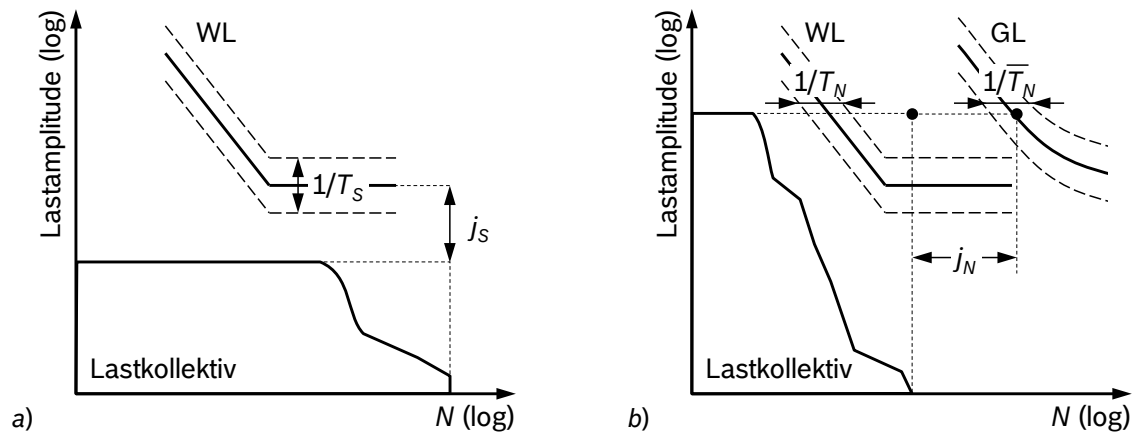 Lastamplitude (log)
WL
1/T_S
j_S
Lastkollektiv
N (log)
a)
Lastamplitude (log)
WL
GL
1/T_N
1/T̅_N
j_N
Lastkollektiv
N (log)
b)